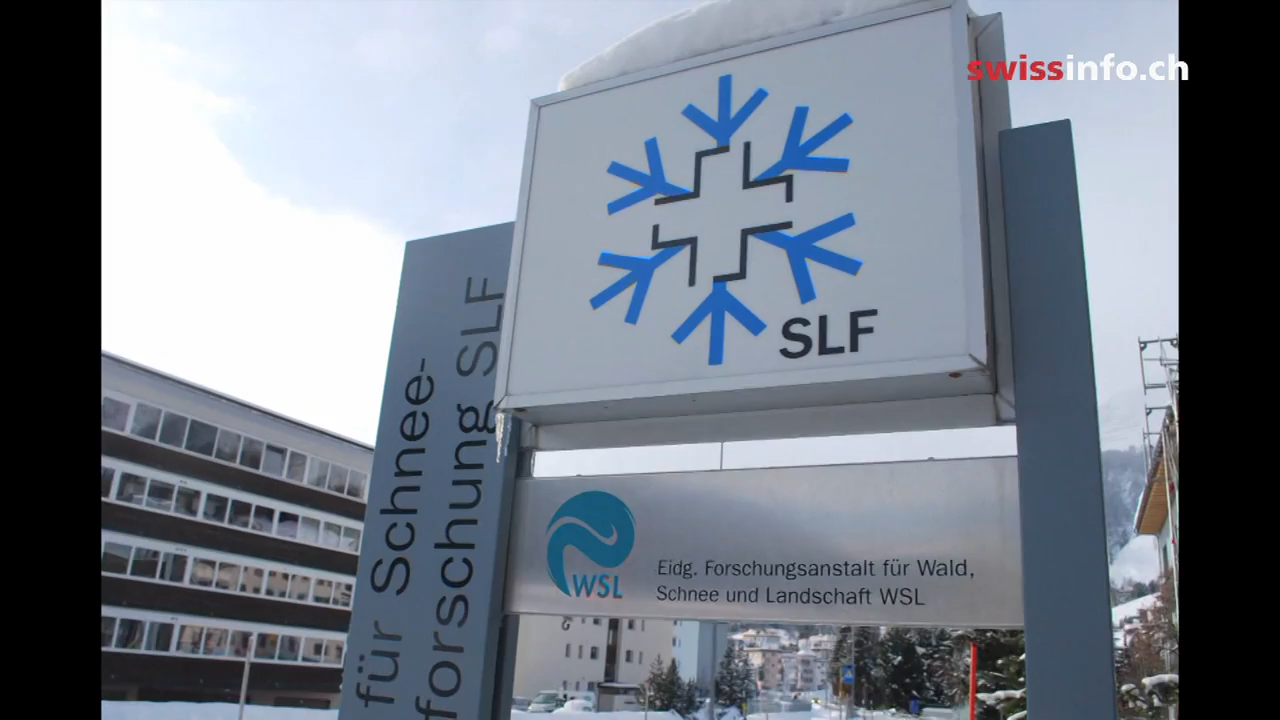 swissinfo.ch
für Schnee-
forschung SLF
SLF
WSL
Eidg. Forschungsanstalt für Wald,
Schnee und Landschaft WSL